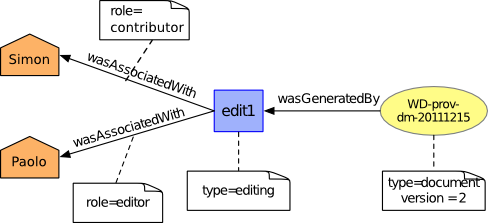 role=
contributor
Simon
wasAssociatedWith
edit1
wasGeneratedBy
WD-prov-
dm-20111215
wasAssociatedWith
Paolo
role=editor
type=editing
type=document
version =2